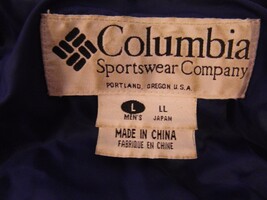 Columbia
Sportswear Company
PORTLAND, OREGON U.S.A.
L LL
MEN'S JAPAN
MADE IN CHINA
FABRIQUE EN CHINE